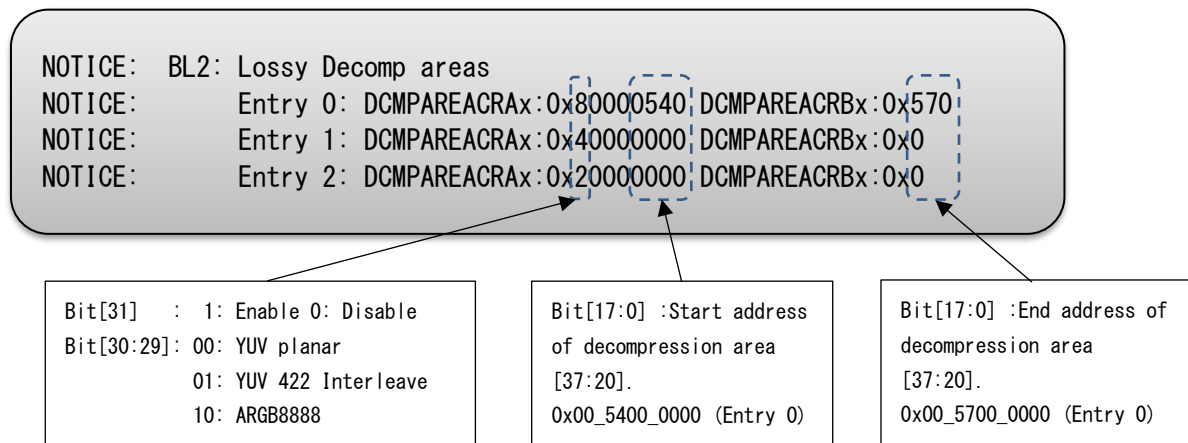 NOTICE:  BL2: Lossy Decomp areas
NOTICE:       Entry 0: DCMPAREACRAx:0x80000540 DCMPAREACRBx:0x570
NOTICE:       Entry 1: DCMPAREACRAx:0x40000000 DCMPAREACRBx:0x0
NOTICE:       Entry 2: DCMPAREACRAx:0x20000000 DCMPAREACRBx:0x0
Bit[31]   :  1: Enable 0: Disable
Bit[30:29]: 00: YUV planar
01: YUV 422 Interleave
10: ARGB8888
Bit[17:0] :Start address
of decompression area
[37:20].
0x00_5400_0000 (Entry 0)
Bit[17:0] :End address of
decompression area
[37:20].
0x00_5700_0000 (Entry 0)